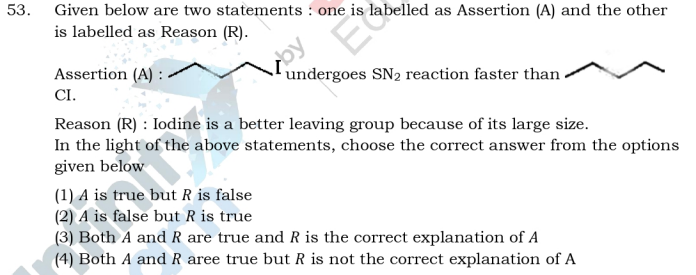 53. Given below are two statements : one is labelled as Assertion (A) and the other
is labelled as Reason (R).
by
Assertion (A) : I undergoes SN₂ reaction faster than
CI.
Reason (R) : Iodine is a better leaving group because of its large size.
In the light of the above statements, choose the correct answer from the options
given below
(1) A is true but R is false
(2) A is false but R is true
(3) Both A and R are true and R is the correct explanation of A
(4) Both A and R aree true but R is not the correct explanation of A
Infinity